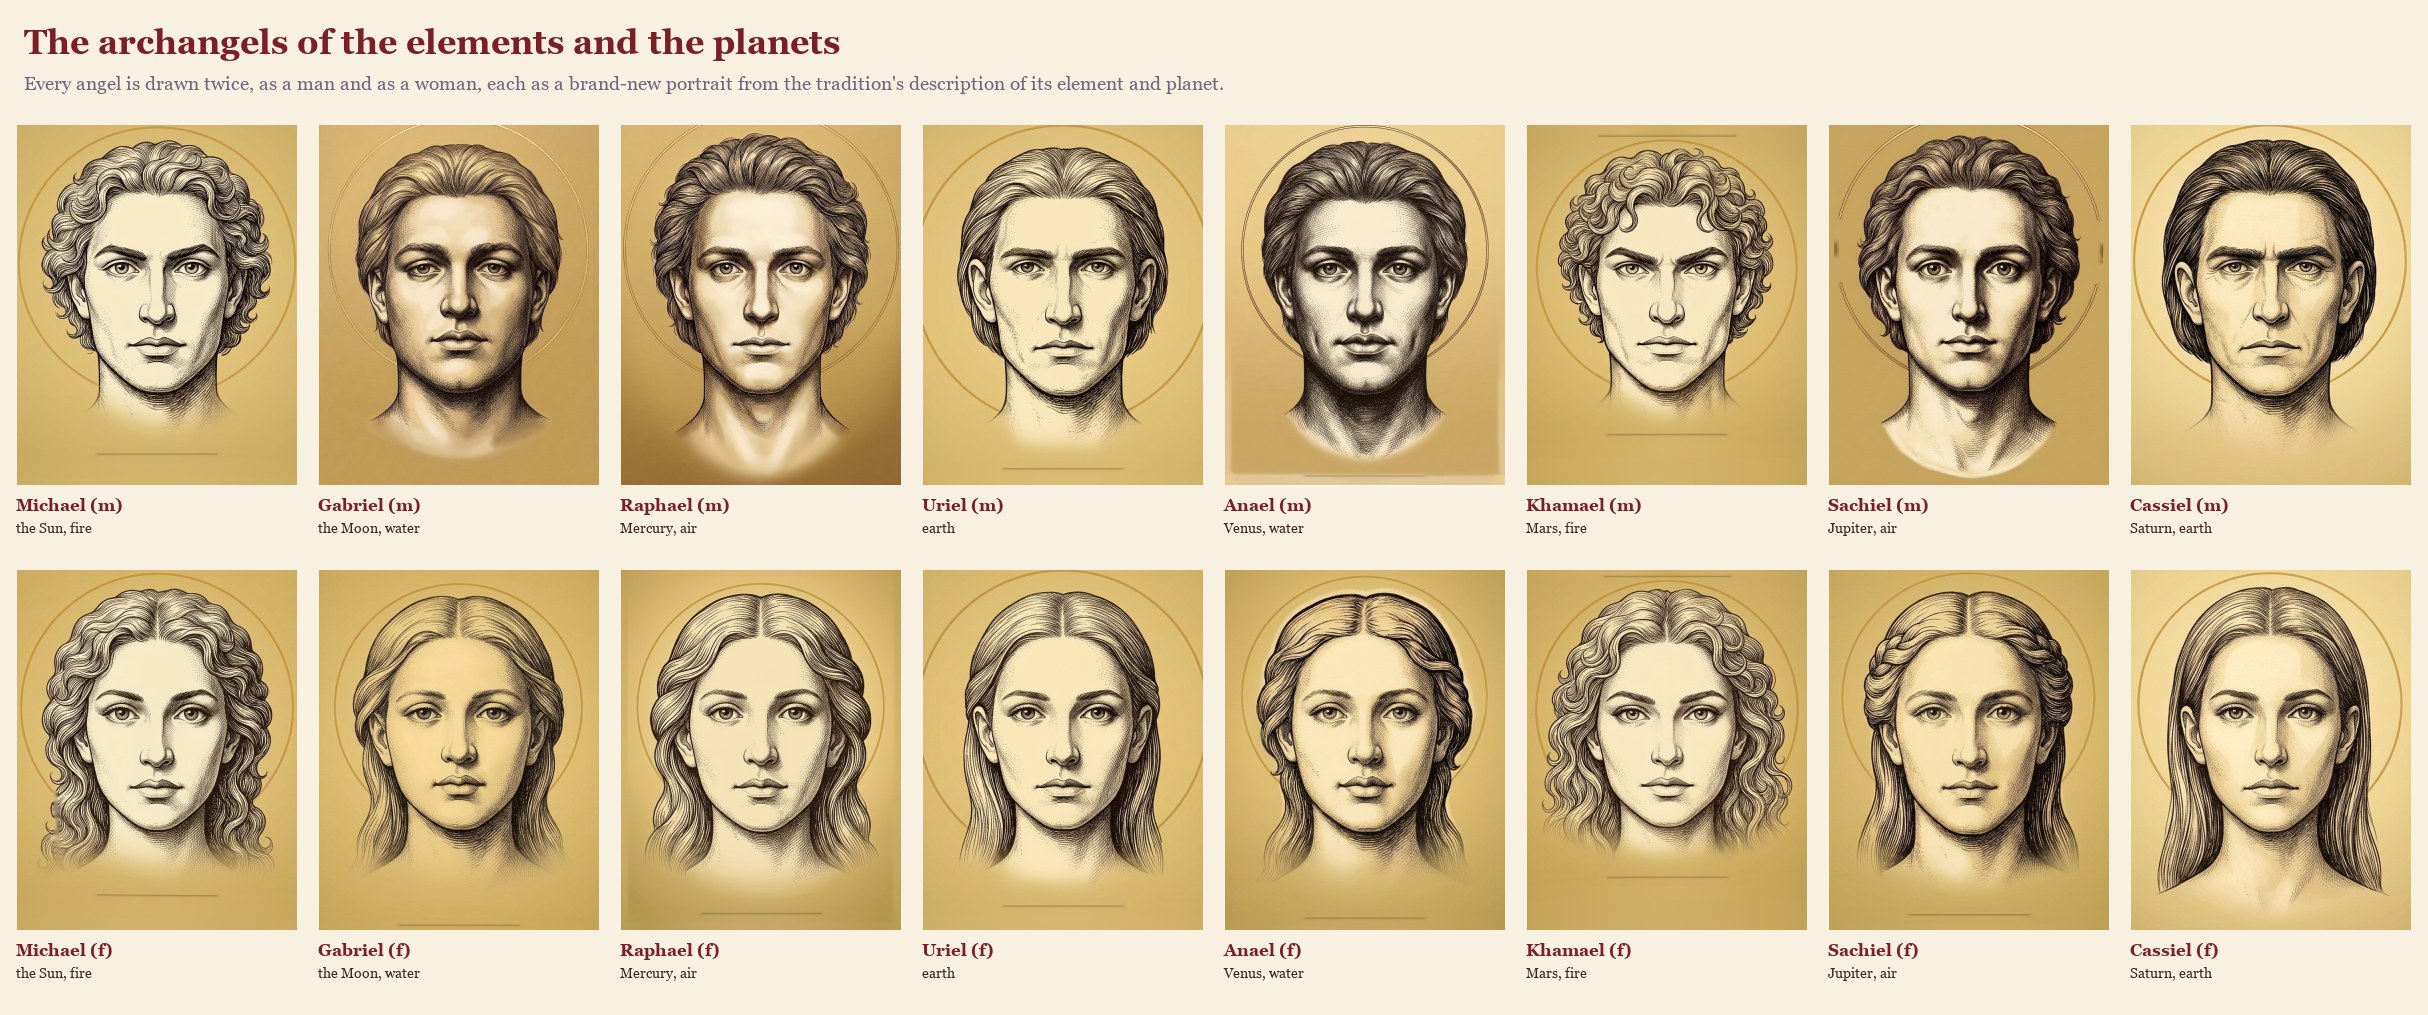 The archangels of the elements and the planets
Every angel is drawn twice, as a man and as a woman, each as a brand-new portrait from the tradition's description of its element and planet.
Michael (m)
the Sun, fire
Gabriel (m)
the Moon, water
Raphael (m)
Mercury, air
Uriel (m)
earth
Anael (m)
Venus, water
Khamael (m)
Mars, fire
Sachiel (m)
Jupiter, air
Cassiel (m)
Saturn, earth
Michael (f)
the Sun, fire
Gabriel (f)
the Moon, water
Raphael (f)
Mercury, air
Uriel (f)
earth
Anael (f)
Venus, water
Khamael (f)
Mars, fire
Sachiel (f)
Jupiter, air
Cassiel (f)
Saturn, earth